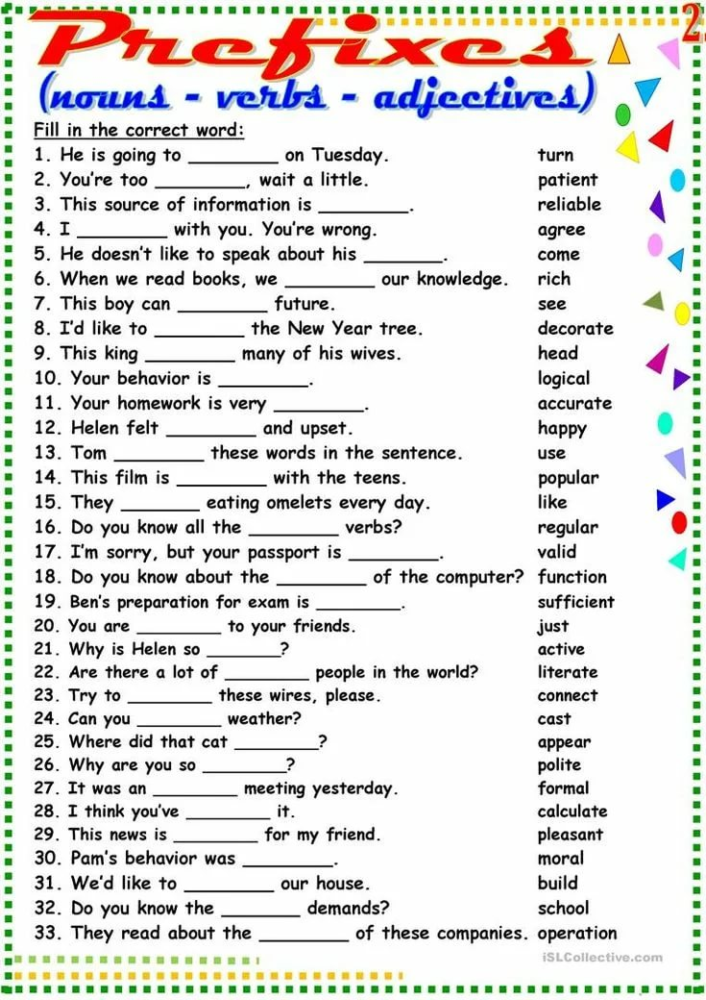 2.
Prefixes
(nouns - verbs - adjectives)
Fill in the correct word:
1. He is going to ________ on Tuesday. turn
2. You're too ________, wait a little. patient
3. This source of information is ________. reliable
4. I ________ with you. You're wrong. agree
5. He doesn't like to speak about his _______. come
6. When we read books, we ________ our knowledge. rich
7. This boy can ________ future. see
8. I'd like to ________ the New Year tree. decorate
9. This king ________ many of his wives. head
10. Your behavior is ________. logical
11. Your homework is very ________. accurate
12. Helen felt ________ and upset. happy
13. Tom ________ these words in the sentence. use
14. This film is ________ with the teens. popular
15. They _______ eating omelets every day. like
16. Do you know all the ________ verbs? regular
17. I'm sorry, but your passport is ________. valid
18. Do you know about the ________ of the computer? function
19. Ben's preparation for exam is ________. sufficient
20. You are ________ to your friends. just
21. Why is Helen so _______? active
22. Are there a lot of ________ people in the world? literate
23. Try to ________ these wires, please. connect
24. Can you ________ weather? cast
25. Where did that cat ________? appear
26. Why are you so ________? polite
27. It was an ________ meeting yesterday. formal
28. I think you've ________ it. calculate
29. This news is ________ for my friend. pleasant
30. Pam's behavior was ________. moral
31. We'd like to ________ our house. build
32. Do you know the _______ demands? school
33. They read about the ________ of these companies. operation
iSLCollective.com